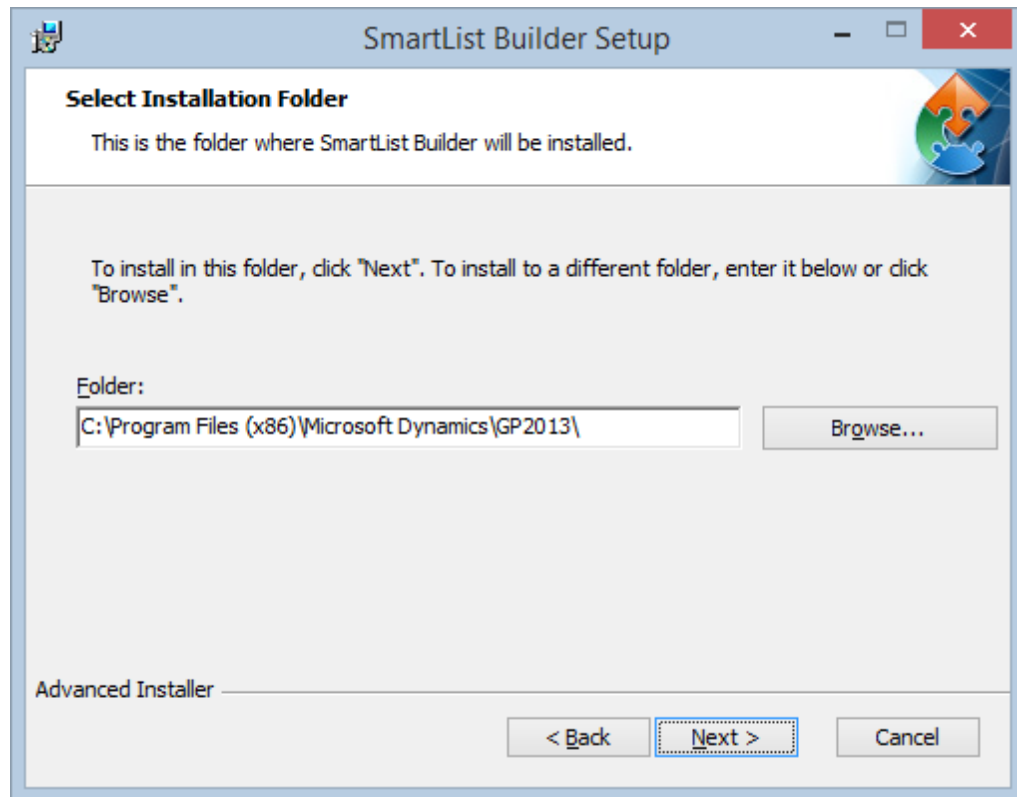 SmartList Builder Setup
Select Installation Folder
This is the folder where SmartList Builder will be installed.
To install in this folder, click "Next". To install to a different folder, enter it below or click
"Browse".
Folder:
C:\Program Files (x86)\Microsoft Dynamics\GP2013\
Browse...
Advanced Installer
< Back
Next >
Cancel